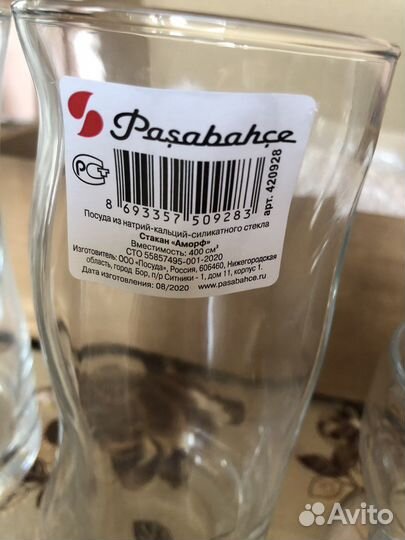 Paşabahçe
РСТ
8 693357 509283
арт. 420928
Посуда из натрий-кальций-силикатного стекла
Стакан «Аморф»
Вместимость: 400 см³
СТО 55857495-001-2020
Изготовитель: ООО «Посуда», Россия, 606460, Нижегородская
область, город Бор, п/р Ситники - 1, дом 11, корпус 1.
Дата изготовления: 08/2020 www.pasabahce.ru
Avito